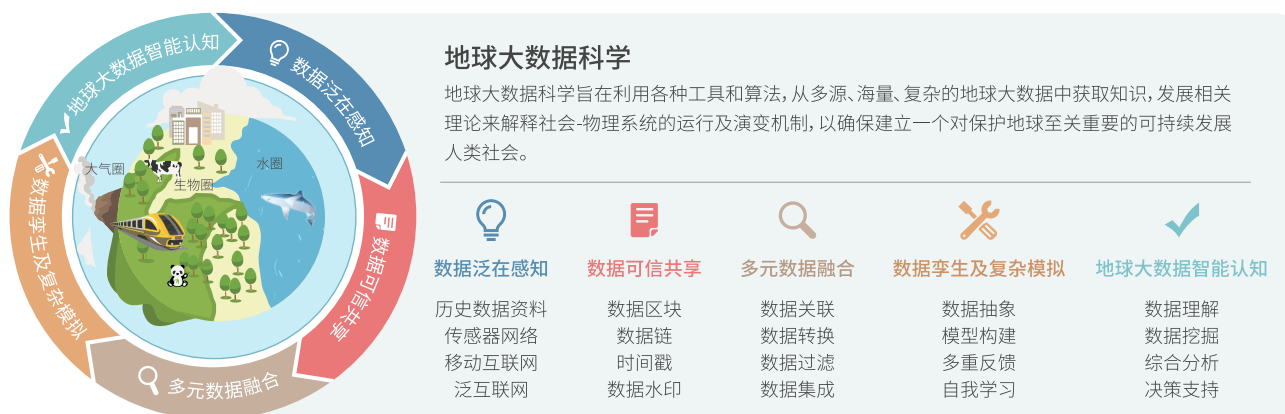 地球大数据智能认知
数据泛在感知
数据可信共享
多元数据融合
数据孪生及复杂模拟
大气圈
生物圈
水圈
地球大数据科学
地球大数据科学旨在利用各种工具和算法，从多源、海量、复杂的地球大数据中获取知识，发展相关
理论来解释社会-物理系统的运行及演变机制，以确保建立一个对保护地球至关重要的可持续发展
人类社会。
数据泛在感知
历史数据资料
传感器网络
移动互联网
泛互联网
数据可信共享
数据区块
数据链
时间戳
数据水印
多元数据融合
数据关联
数据转换
数据过滤
数据集成
数据孪生及复杂模拟
数据抽象
模型构建
多重反馈
自我学习
地球大数据智能认知
数据理解
数据挖掘
综合分析
决策支持